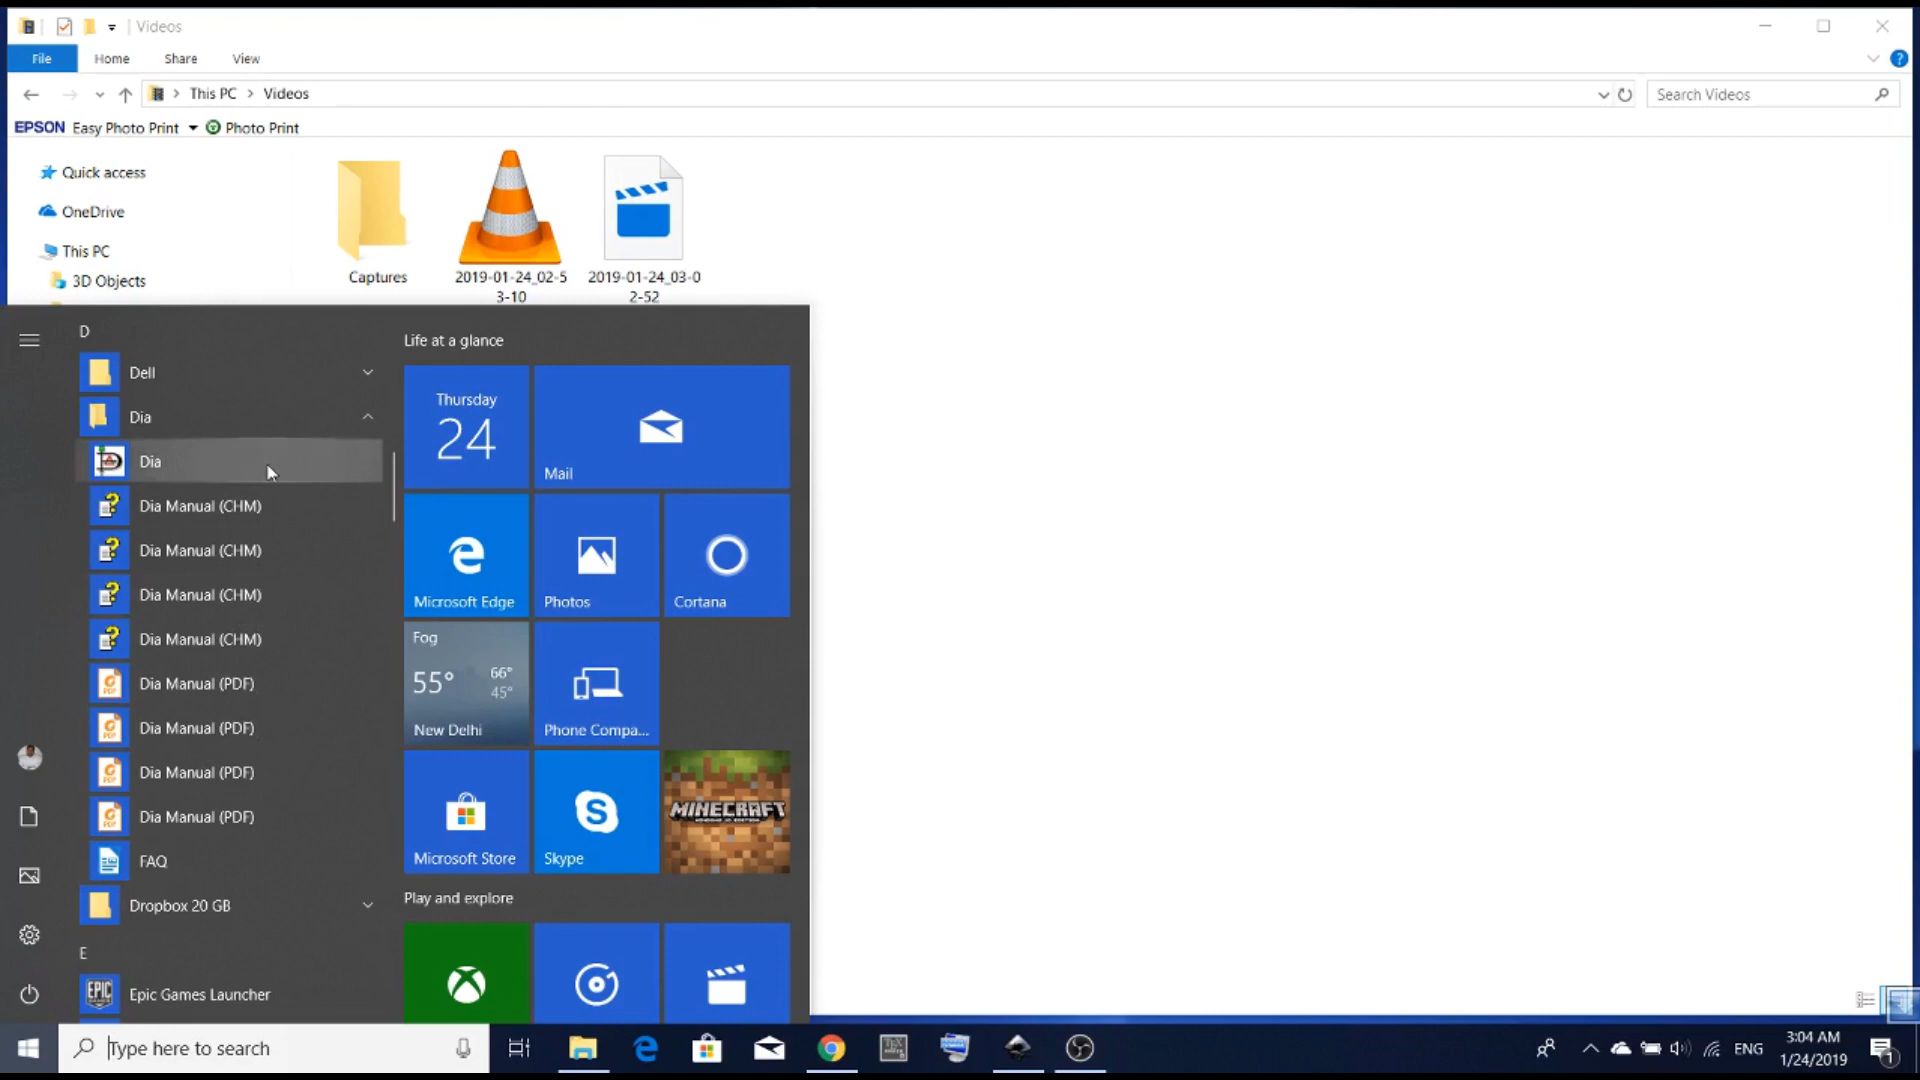 Videos
File
Home
Share
View
This PC
Videos
Search Videos
EPSON Easy Photo Print
Photo Print
Quick access
OneDrive
This PC
3D Objects
Captures
2019-01-24_02-5
3-10
2019-01-24_03-0
2-52
D
Dell
Dia
Dia
Dia Manual (CHM)
Dia Manual (CHM)
Dia Manual (CHM)
Dia Manual (CHM)
Dia Manual (PDF)
Dia Manual (PDF)
Dia Manual (PDF)
Dia Manual (PDF)
FAQ
Dropbox 20 GB
E
EPIC
Epic Games Launcher
Life at a glance
Thursday
24
Mail
Microsoft Edge
Photos
Cortana
Fog
55°
66°
45°
New Delhi
Phone Compa...
Microsoft Store
Skype
MINECRAFT
Play and explore
Type here to search
ENG
3:04 AM
1/24/2019
1